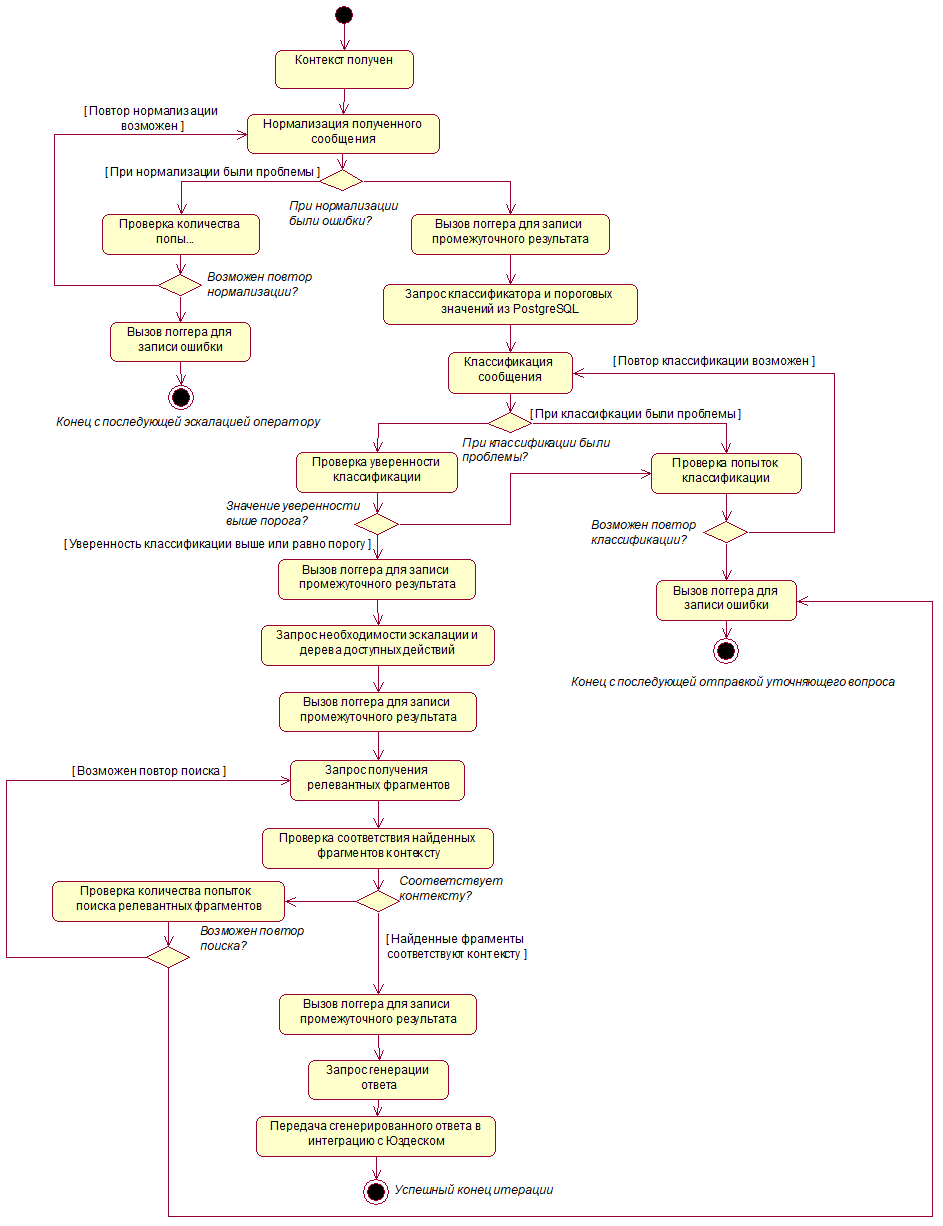 Контекст получен
[ Повтор нормализации
возможен ]
Нормализация полученного
сообщения
[ При нормализации были проблемы ]
При нормализации
были ошибки?
Проверка количества
попы...
Вызов логгера для записи
промежуточного результата
Возможен повтор
нормализации?
Запрос классификатора и пороговых
значений из PostgreSQL
Вызов логгера для
записи ошибки
Классификация
сообщения
[ Повтор классификации возможен ]
Конец с последующей эскалацией оператору
[ При классифкации были проблемы ]
При классификации были
проблемы?
Проверка уверенности
классификации
Проверка попыток
классификации
Значение уверенности
выше порога?
Возможен повтор
классификации?
[ Уверенность классификации выше или равно порогу ]
Вызов логгера для записи
промежуточного результата
Вызов логгера для
записи ошибки
Запрос необходимости эскалации и
дерева доступных действий
Конец с последующей отправкой уточняющего вопроса
Вызов логгера для записи
промежуточного результата
[ Возможен повтор поиска ]
Запрос получения
релевантных фрагментов
Проверка соответствия найденных
фрагментов контексту
Соответствует
контексту?
Проверка количества попыток
поиска релевантных фрагментов
Возможен повтор
поиска?
[ Найденные фрагменты
соответствуют контексту ]
Вызов логгера для записи
промежуточного результата
Запрос генерации
ответа
Передача сгенерированного ответа в
интеграцию с Юздеском
Успешный конец итерации